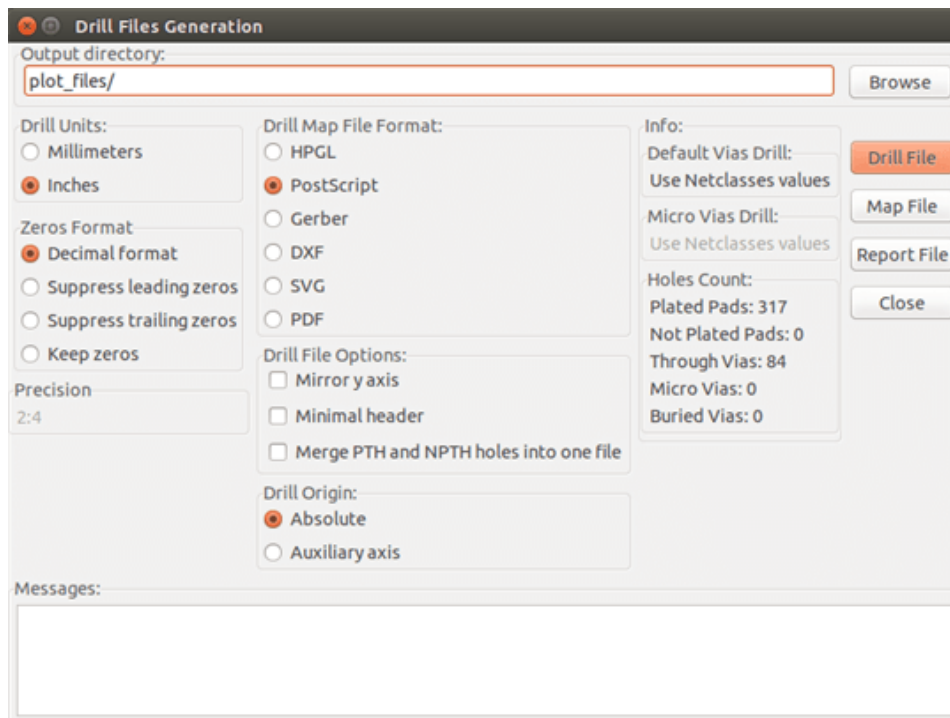 Drill Files Generation
Output directory:
plot_files/
Browse
Drill Units:
Millimeters
Inches
Zeros Format
Decimal format
Suppress leading zeros
Suppress trailing zeros
Keep zeros
Precision
2:4
Drill Map File Format:
HPGL
PostScript
Gerber
DXF
SVG
PDF
Drill File Options:
Mirror y axis
Minimal header
Merge PTH and NPTH holes into one file
Drill Origin:
Absolute
Auxiliary axis
Info:
Default Vias Drill:
Use Netclasses values
Micro Vias Drill:
Use Netclasses values
Holes Count:
Plated Pads: 317
Not Plated Pads: 0
Through Vias: 84
Micro Vias: 0
Buried Vias: 0
Drill File
Map File
Report File
Close
Messages: